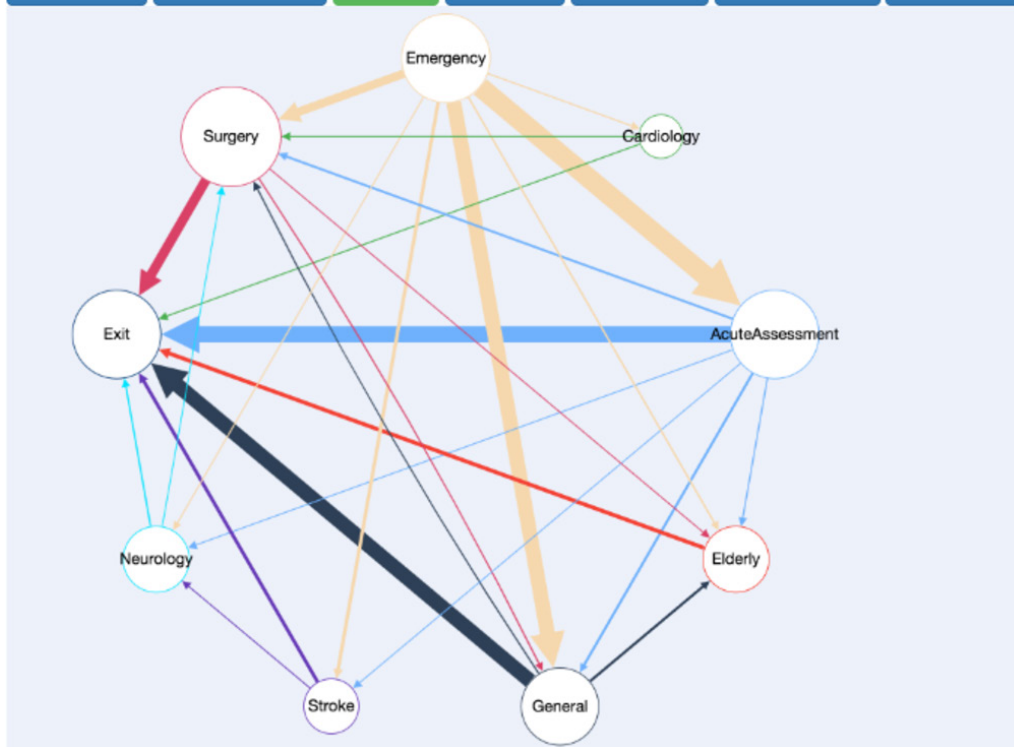 Emergency
Surgery
Cardiology
Exit
AcuteAssessment
Neurology
Elderly
Stroke
General